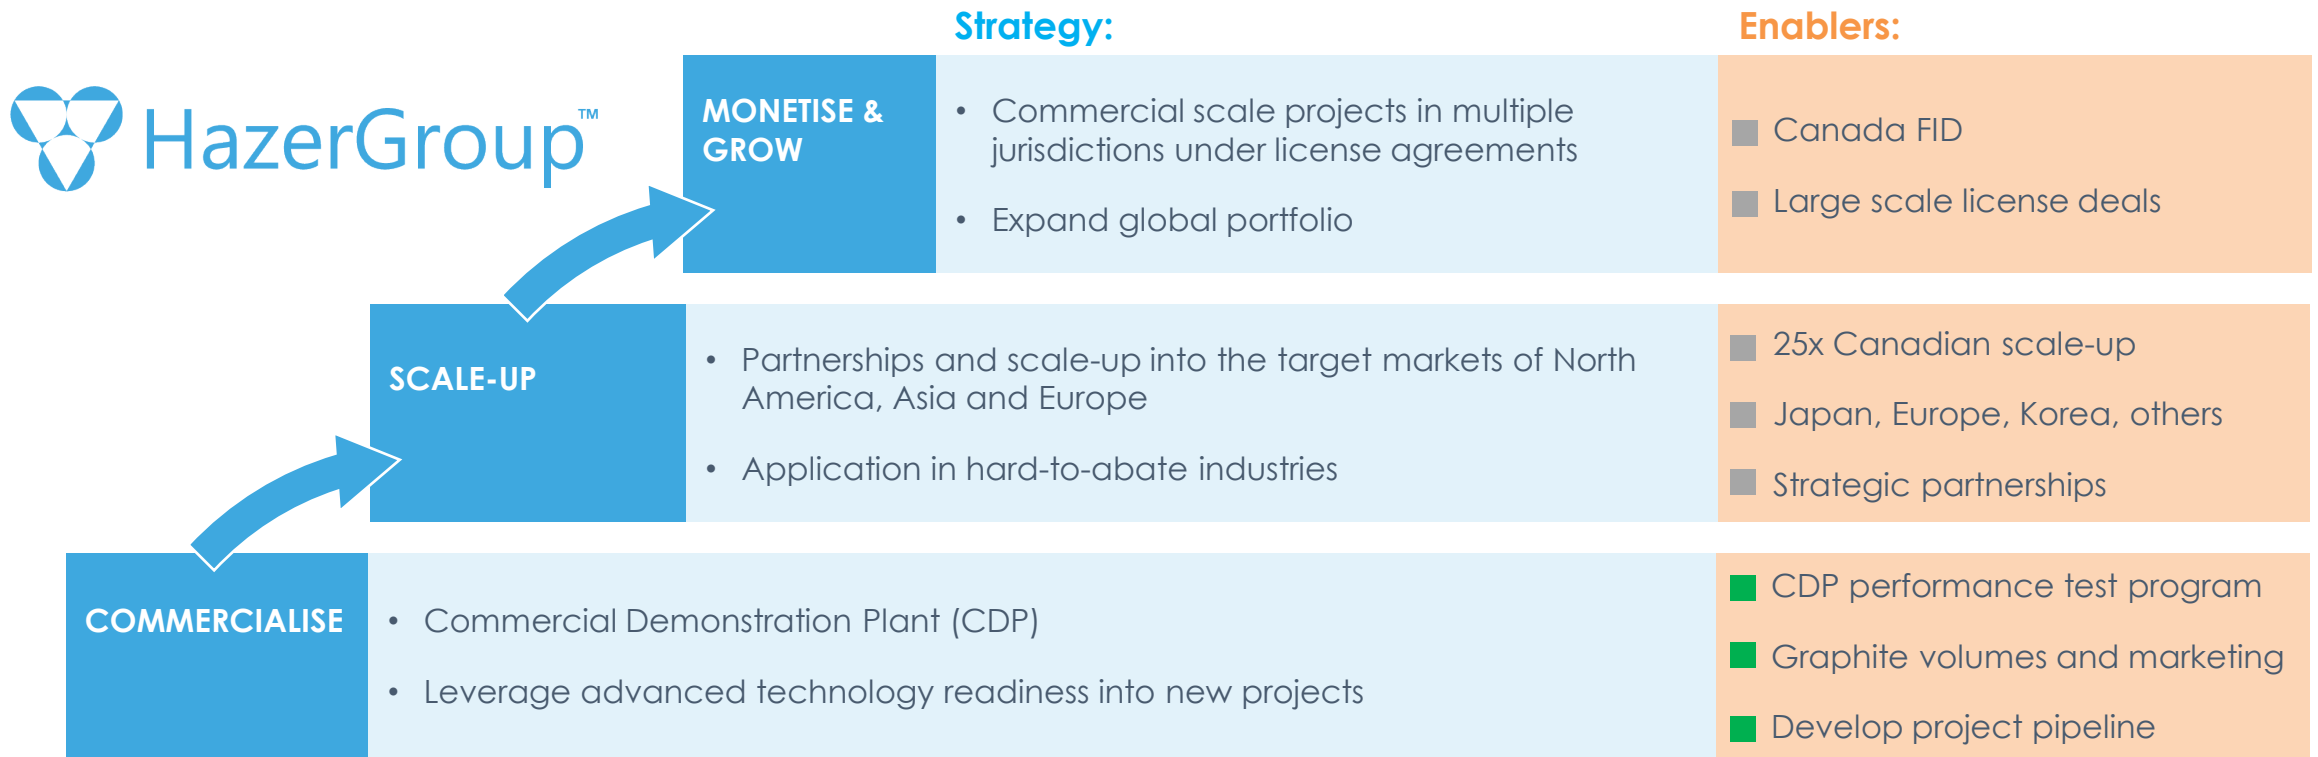 Strategy:
Enablers:
HazerGroup™
MONETISE &
GROW
• Commercial scale projects in multiple
jurisdictions under license agreements
• Expand global portfolio
Canada FID
Large scale license deals
SCALE-UP
• Partnerships and scale-up into the target markets of North
America, Asia and Europe
• Application in hard-to-abate industries
25x Canadian scale-up
Japan, Europe, Korea, others
Strategic partnerships
COMMERCIALISE
• Commercial Demonstration Plant (CDP)
• Leverage advanced technology readiness into new projects
CDP performance test program
Graphite volumes and marketing
Develop project pipeline